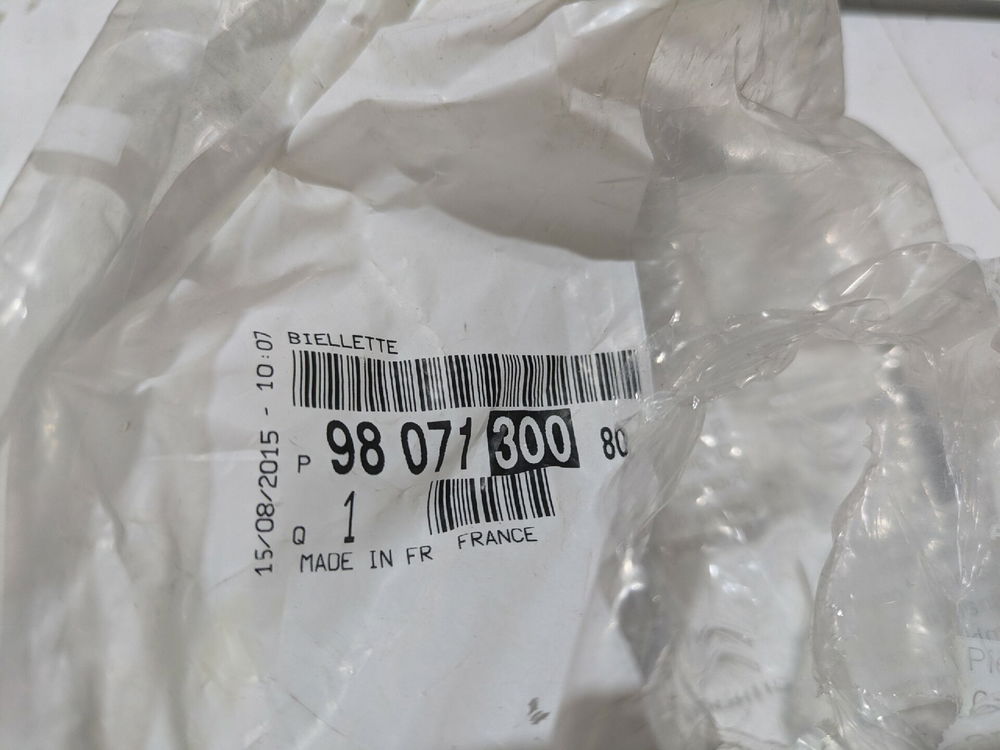 BIELLETTE
15/08/2015 - 10:07
P 98 071 300 80
Q 1
MADE IN FR FRANCE